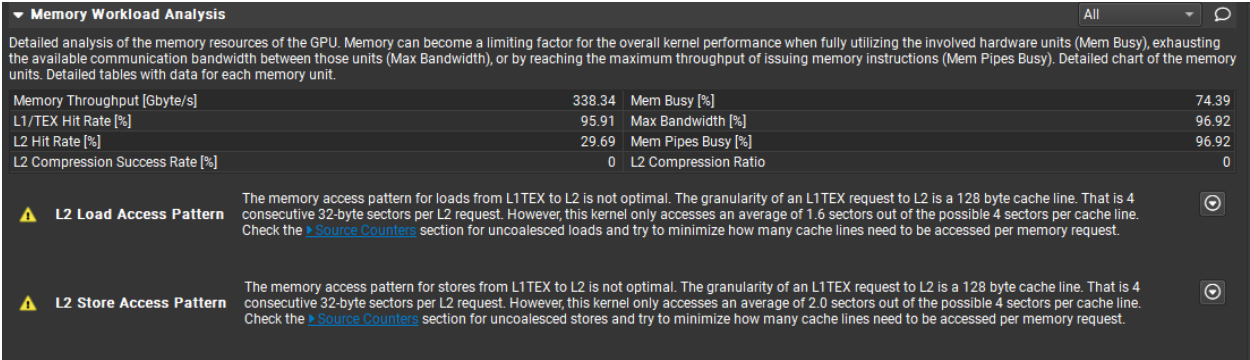 Memory Workload Analysis
All
Detailed analysis of the memory resources of the GPU. Memory can become a limiting factor for the overall kernel performance when fully utilizing the involved hardware units (Mem Busy), exhausting
the available communication bandwidth between those units (Max Bandwidth), or by reaching the maximum throughput of issuing memory instructions (Mem Pipes Busy). Detailed chart of the memory
units. Detailed tables with data for each memory unit.
Memory Throughput [Gbyte/s] 338.34 Mem Busy [%] 74.39
L1/TEX Hit Rate [%] 95.91 Max Bandwidth [%] 96.92
L2 Hit Rate [%] 29.69 Mem Pipes Busy [%] 96.92
L2 Compression Success Rate [%] 0 L2 Compression Ratio 0
L2 Load Access Pattern
The memory access pattern for loads from L1TEX to L2 is not optimal. The granularity of an L1TEX request to L2 is a 128 byte cache line. That is 4
consecutive 32-byte sectors per L2 request. However, this kernel only accesses an average of 1.6 sectors out of the possible 4 sectors per cache line.
Check the Source Counters section for uncoalesced loads and try to minimize how many cache lines need to be accessed per memory request.
L2 Store Access Pattern
The memory access pattern for stores from L1TEX to L2 is not optimal. The granularity of an L1TEX request to L2 is a 128 byte cache line. That is 4
consecutive 32-byte sectors per L2 request. However, this kernel only accesses an average of 2.0 sectors out of the possible 4 sectors per cache line.
Check the Source Counters section for uncoalesced stores and try to minimize how many cache lines need to be accessed per memory request.